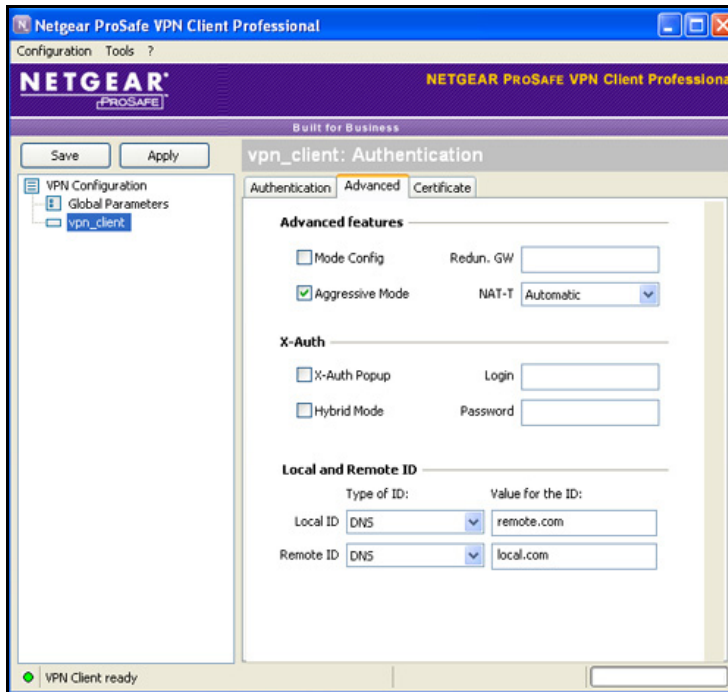 Netgear ProSafe VPN Client Professional
Configuration Tools ?
NETGEAR®
PROSAFE
NETGEAR PROSAFE VPN Client Professiona
Built for Business
Save Apply
vpn_client: Authentication
VPN Configuration
Global Parameters
vpn_client
Authentication Advanced Certificate
Advanced features
Mode Config Redun. GW
Aggressive Mode NAT-T Automatic
X-Auth
X-Auth Popup Login
Hybrid Mode Password
Local and Remote ID
Type of ID: Value for the ID:
Local ID DNS remote.com
Remote ID DNS local.com
VPN Client ready